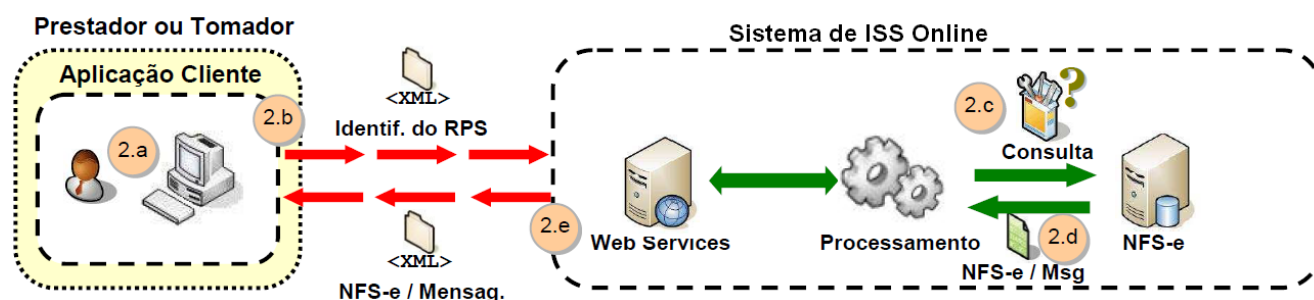 Prestador ou Tomador
Sistema de ISS Online
Aplicação Cliente
2.a
2.b
<XML>
Identif. do RPS
<XML>
NFS-e / Mensag.
2.e
Web Services
Processamento
2.c
?
Consulta
2.d
NFS-e / Msg
NFS-e